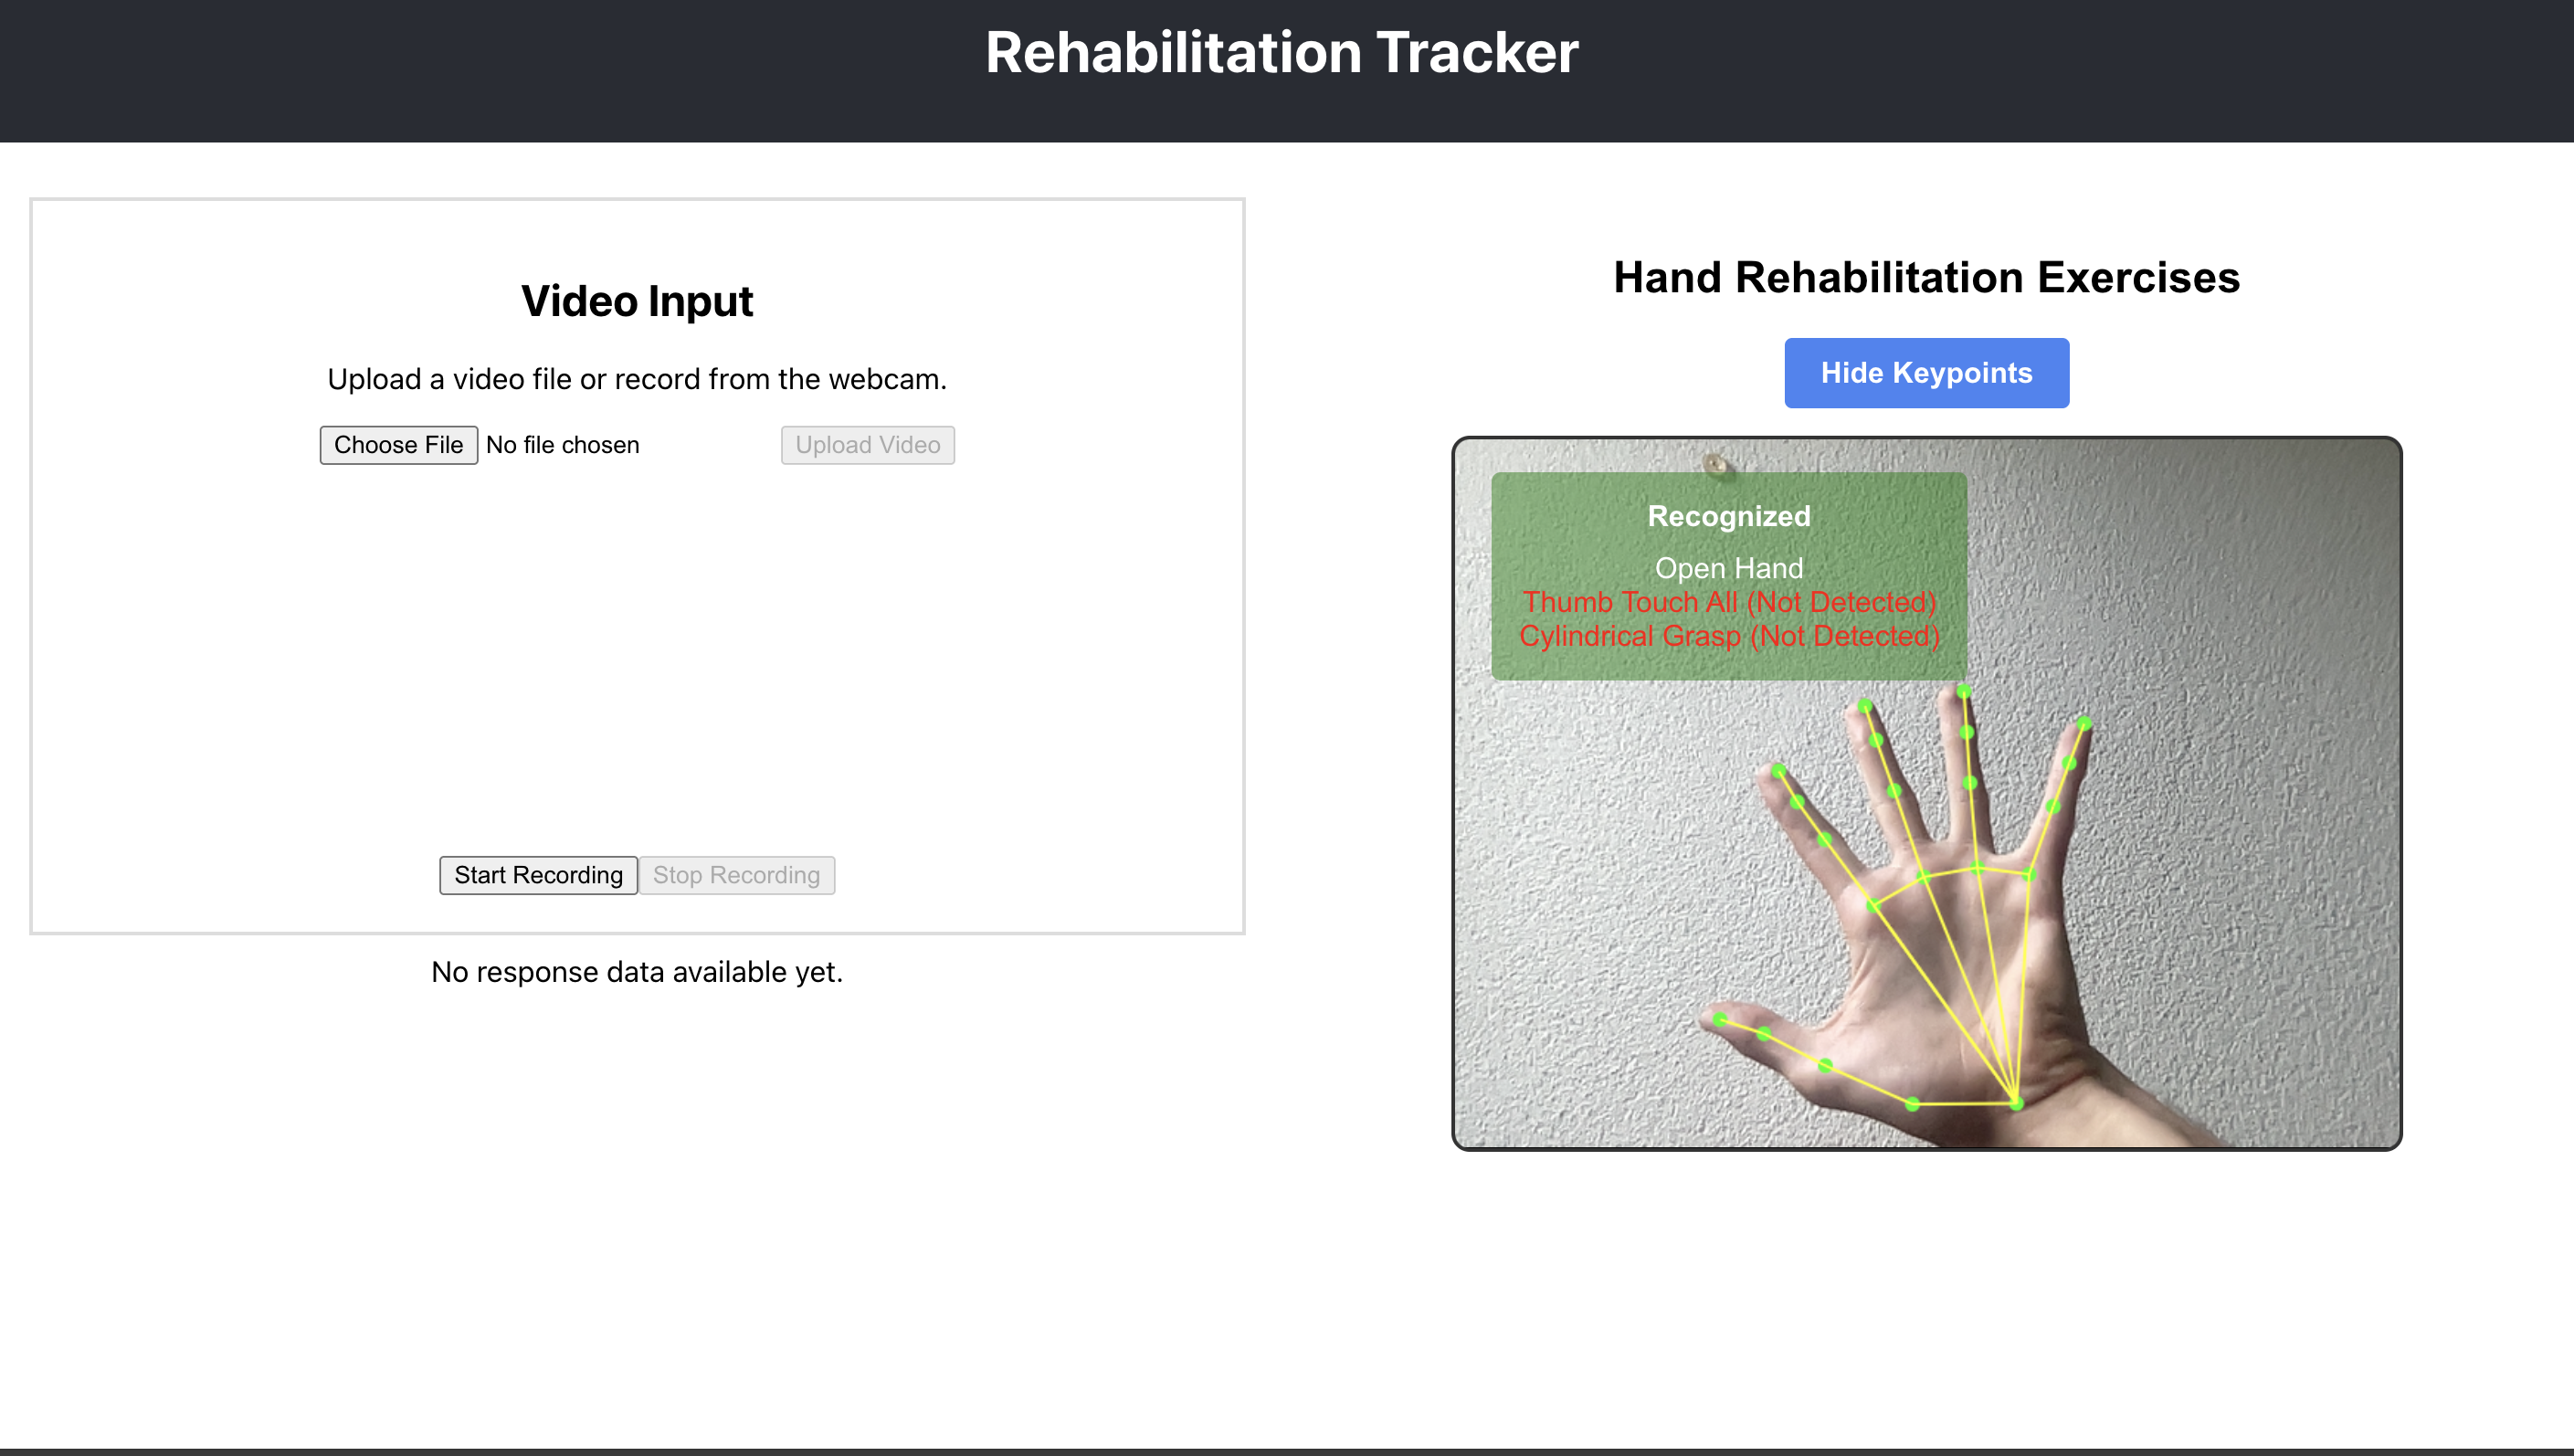 Rehabilitation Tracker
Video Input
Upload a video file or record from the webcam.
Choose File No file chosen Upload Video
Start Recording Stop Recording
No response data available yet.
Hand Rehabilitation Exercises
Hide Keypoints
Recognized
Open Hand
Thumb Touch All (Not Detected)
Cylindrical Grasp (Not Detected)